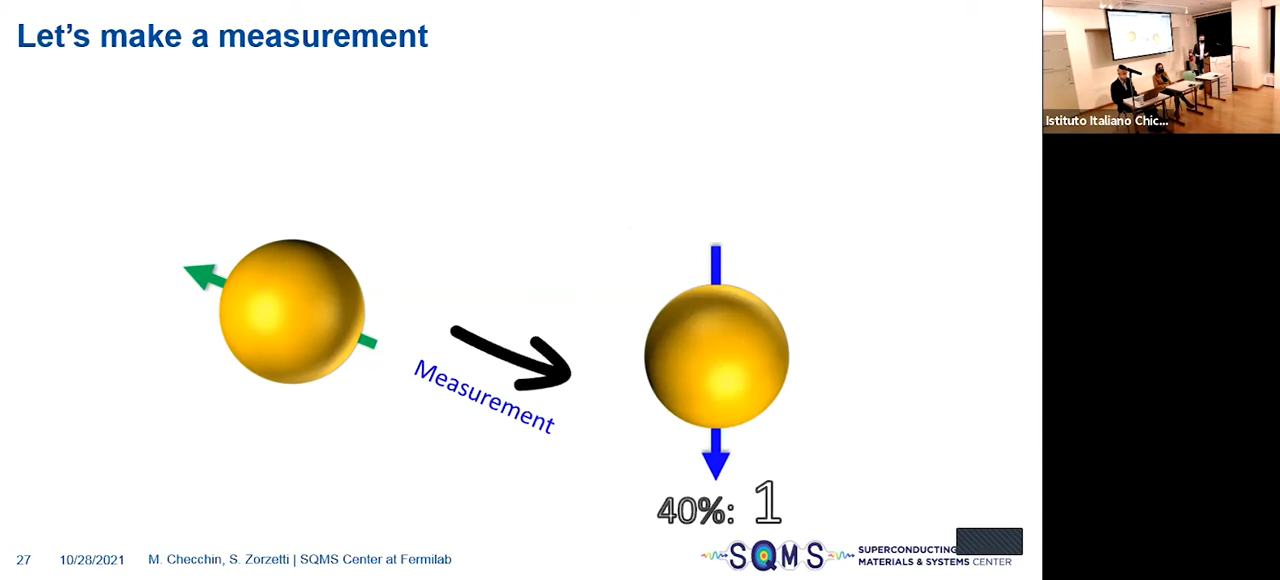 Let's make a measurement
Istituto Italiano Chic...
Measurement
40%: 1
27 10/28/2021 M. Checchin, S. Zorzetti | SQMS Center at Fermilab
SQMS
SUPERCONDUCTING
MATERIALS & SYSTEMS CENTER